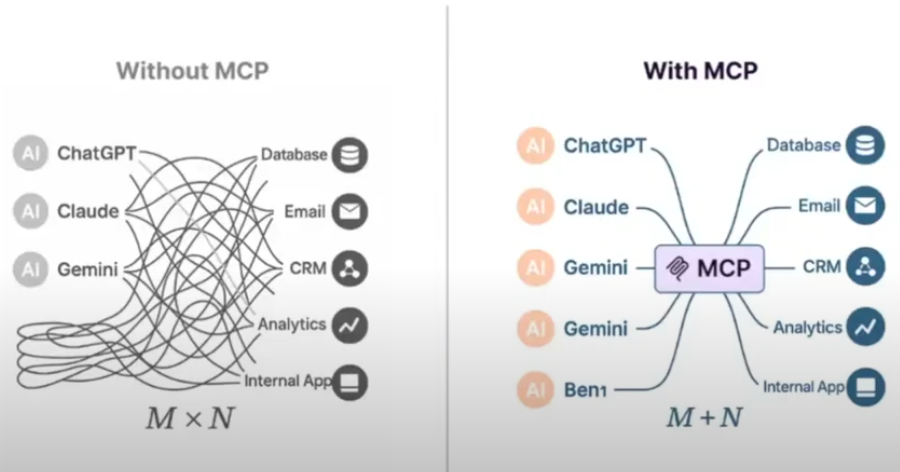 Without MCP
AI ChatGPT
AI Claude
AI Gemini
Database
Email
CRM
Analytics
Internal App
M × N
With MCP
AI ChatGPT
AI Claude
AI Gemini
AI Gemini
AI Ben1
MCP
Database
Email
CRM
Analytics
Internal App
M + N